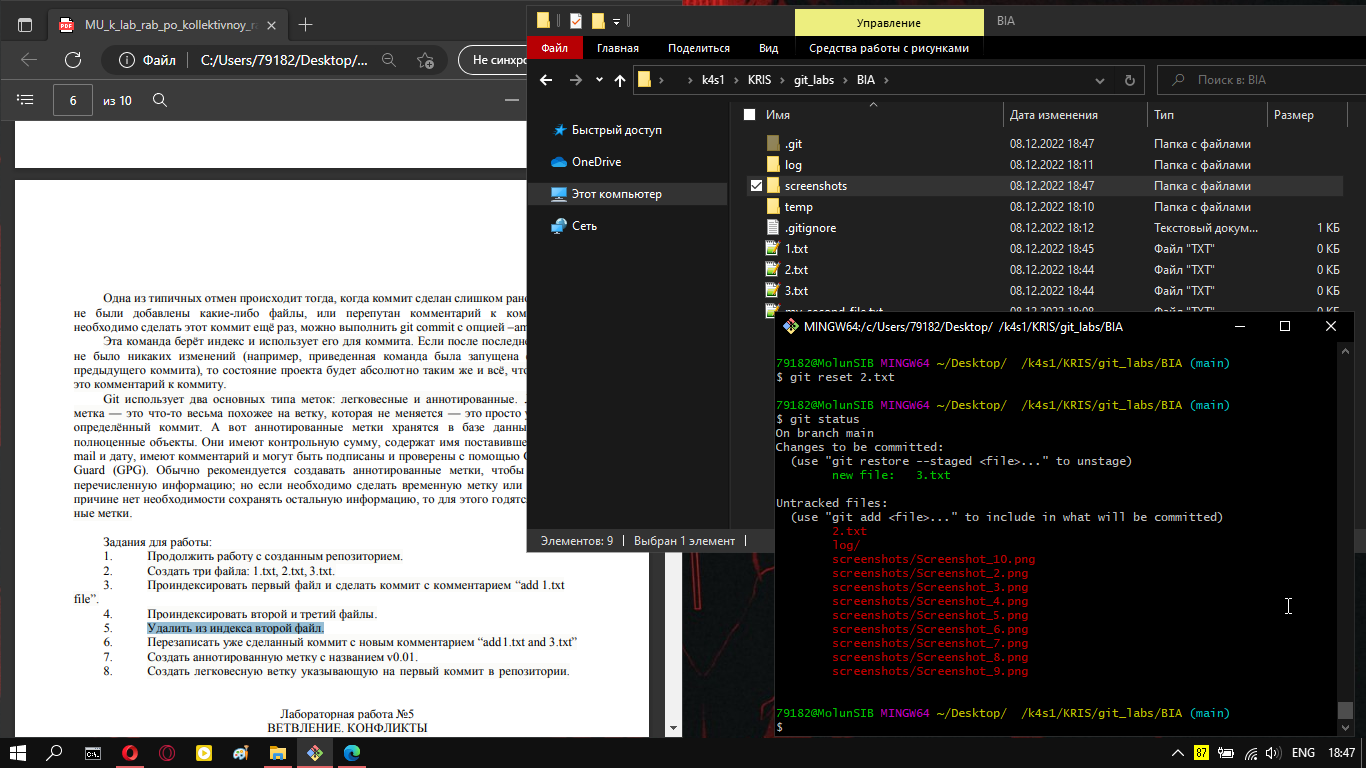 MU_k_lab_rab_po_kollektivnoy_ra
Файл
C:/Users/79182/Desktop/...
Не синхро
6
из 10
Одна из типичных отмен происходит тогда, когда коммит сделан слишком рано
не были добавлены какие-либо файлы, или перепутан комментарий к ком
необходимо сделать этот коммит ещё раз, можно выполнить git commit с опцией –am
Эта команда берёт индекс и использует его для коммита. Если после последне
не было никаких изменений (например, приведенная команда была запущена с
предыдущего коммита), то состояние проекта будет абсолютно таким же и всё, что
это комментарий к коммиту.
Git использует два основных типа меток: легковесные и аннотированные.
метка — это что-то весьма похожее на ветку, которая не меняется — это просто у
определённый коммит. А вот аннотированные метки хранятся в базе данных
полноценные объекты. Они имеют контрольную сумму, содержат имя поставивше
mail и дату, имеют комментарий и могут быть подписаны и проверены с помощью G
Guard (GPG). Обычно рекомендуется создавать аннотированные метки, чтобы
перечисленную информацию; но если необходимо сделать временную метку или
причине нет необходимости сохранять остальную информацию, то для этого годятся
ные метки.
Задания для работы:
1. Продолжить работу с созданным репозиторием.
2. Создать три файла: 1.txt, 2.txt, 3.txt.
3. Проиндексировать первый файл и сделать коммит с комментарием “add 1.txt
file”.
4. Проиндексировать второй и третий файлы.
5. Удалить из индекса второй файл.
6. Перезаписать уже сделанный коммит с новым комментарием “add1.txt and 3.txt”
7. Создать аннотированную метку с названием v0.01.
8. Создать легковесную ветку указывающую на первый коммит в репозитории.
Лабораторная работа №5
ВЕТВЛЕНИЕ. КОНФЛИКТЫ
Управление
BIA
Файл
Главная
Поделиться
Вид
Средства работы с рисунками
k4s1 › KRIS › git_labs › BIA ›
Поиск в: BIA
Быстрый доступ
OneDrive
Этот компьютер
Сеть
Имя Дата изменения Тип Размер
.git 08.12.2022 18:47 Папка с файлами
log 08.12.2022 18:11 Папка с файлами
screenshots 08.12.2022 18:47 Папка с файлами
temp 08.12.2022 18:10 Папка с файлами
.gitignore 08.12.2022 18:12 Текстовый докум... 1 КБ
1.txt 08.12.2022 18:45 Файл "TXT" 0 КБ
2.txt 08.12.2022 18:44 Файл "TXT" 0 КБ
3.txt 08.12.2022 18:44 Файл "TXT" 0 КБ
my_second_file.txt 08.12.2022 18:08 Файл "TXT" 0 КБ
Элементов: 9 Выбран 1 элемент
MINGW64:/c/Users/79182/Desktop/ /k4s1/KRIS/git_labs/BIA
79182@MolunSIB MINGW64 ~/Desktop/ /k4s1/KRIS/git_labs/BIA (main)
$ git reset 2.txt
79182@MolunSIB MINGW64 ~/Desktop/ /k4s1/KRIS/git_labs/BIA (main)
$ git status
On branch main
Changes to be committed:
(use "git restore --staged <file>..." to unstage)
new file: 3.txt
Untracked files:
(use "git add <file>..." to include in what will be committed)
2.txt
log/
screenshots/Screenshot_10.png
screenshots/Screenshot_2.png
screenshots/Screenshot_3.png
screenshots/Screenshot_4.png
screenshots/Screenshot_5.png
screenshots/Screenshot_6.png
screenshots/Screenshot_7.png
screenshots/Screenshot_8.png
screenshots/Screenshot_9.png
79182@MolunSIB MINGW64 ~/Desktop/ /k4s1/KRIS/git_labs/BIA (main)
$
87
ENG
18:47